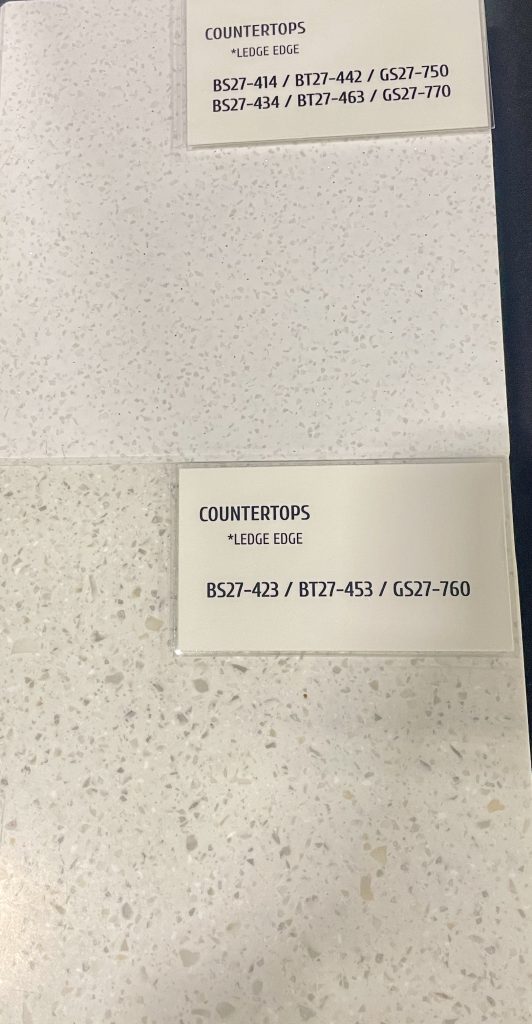 COUNTERTOPS
*LEDGE EDGE
BS27-414 / BT27-442 / GS27-750
BS27-434 / BT27-463 / GS27-770
COUNTERTOPS
*LEDGE EDGE
BS27-423 / BT27-453 / GS27-760